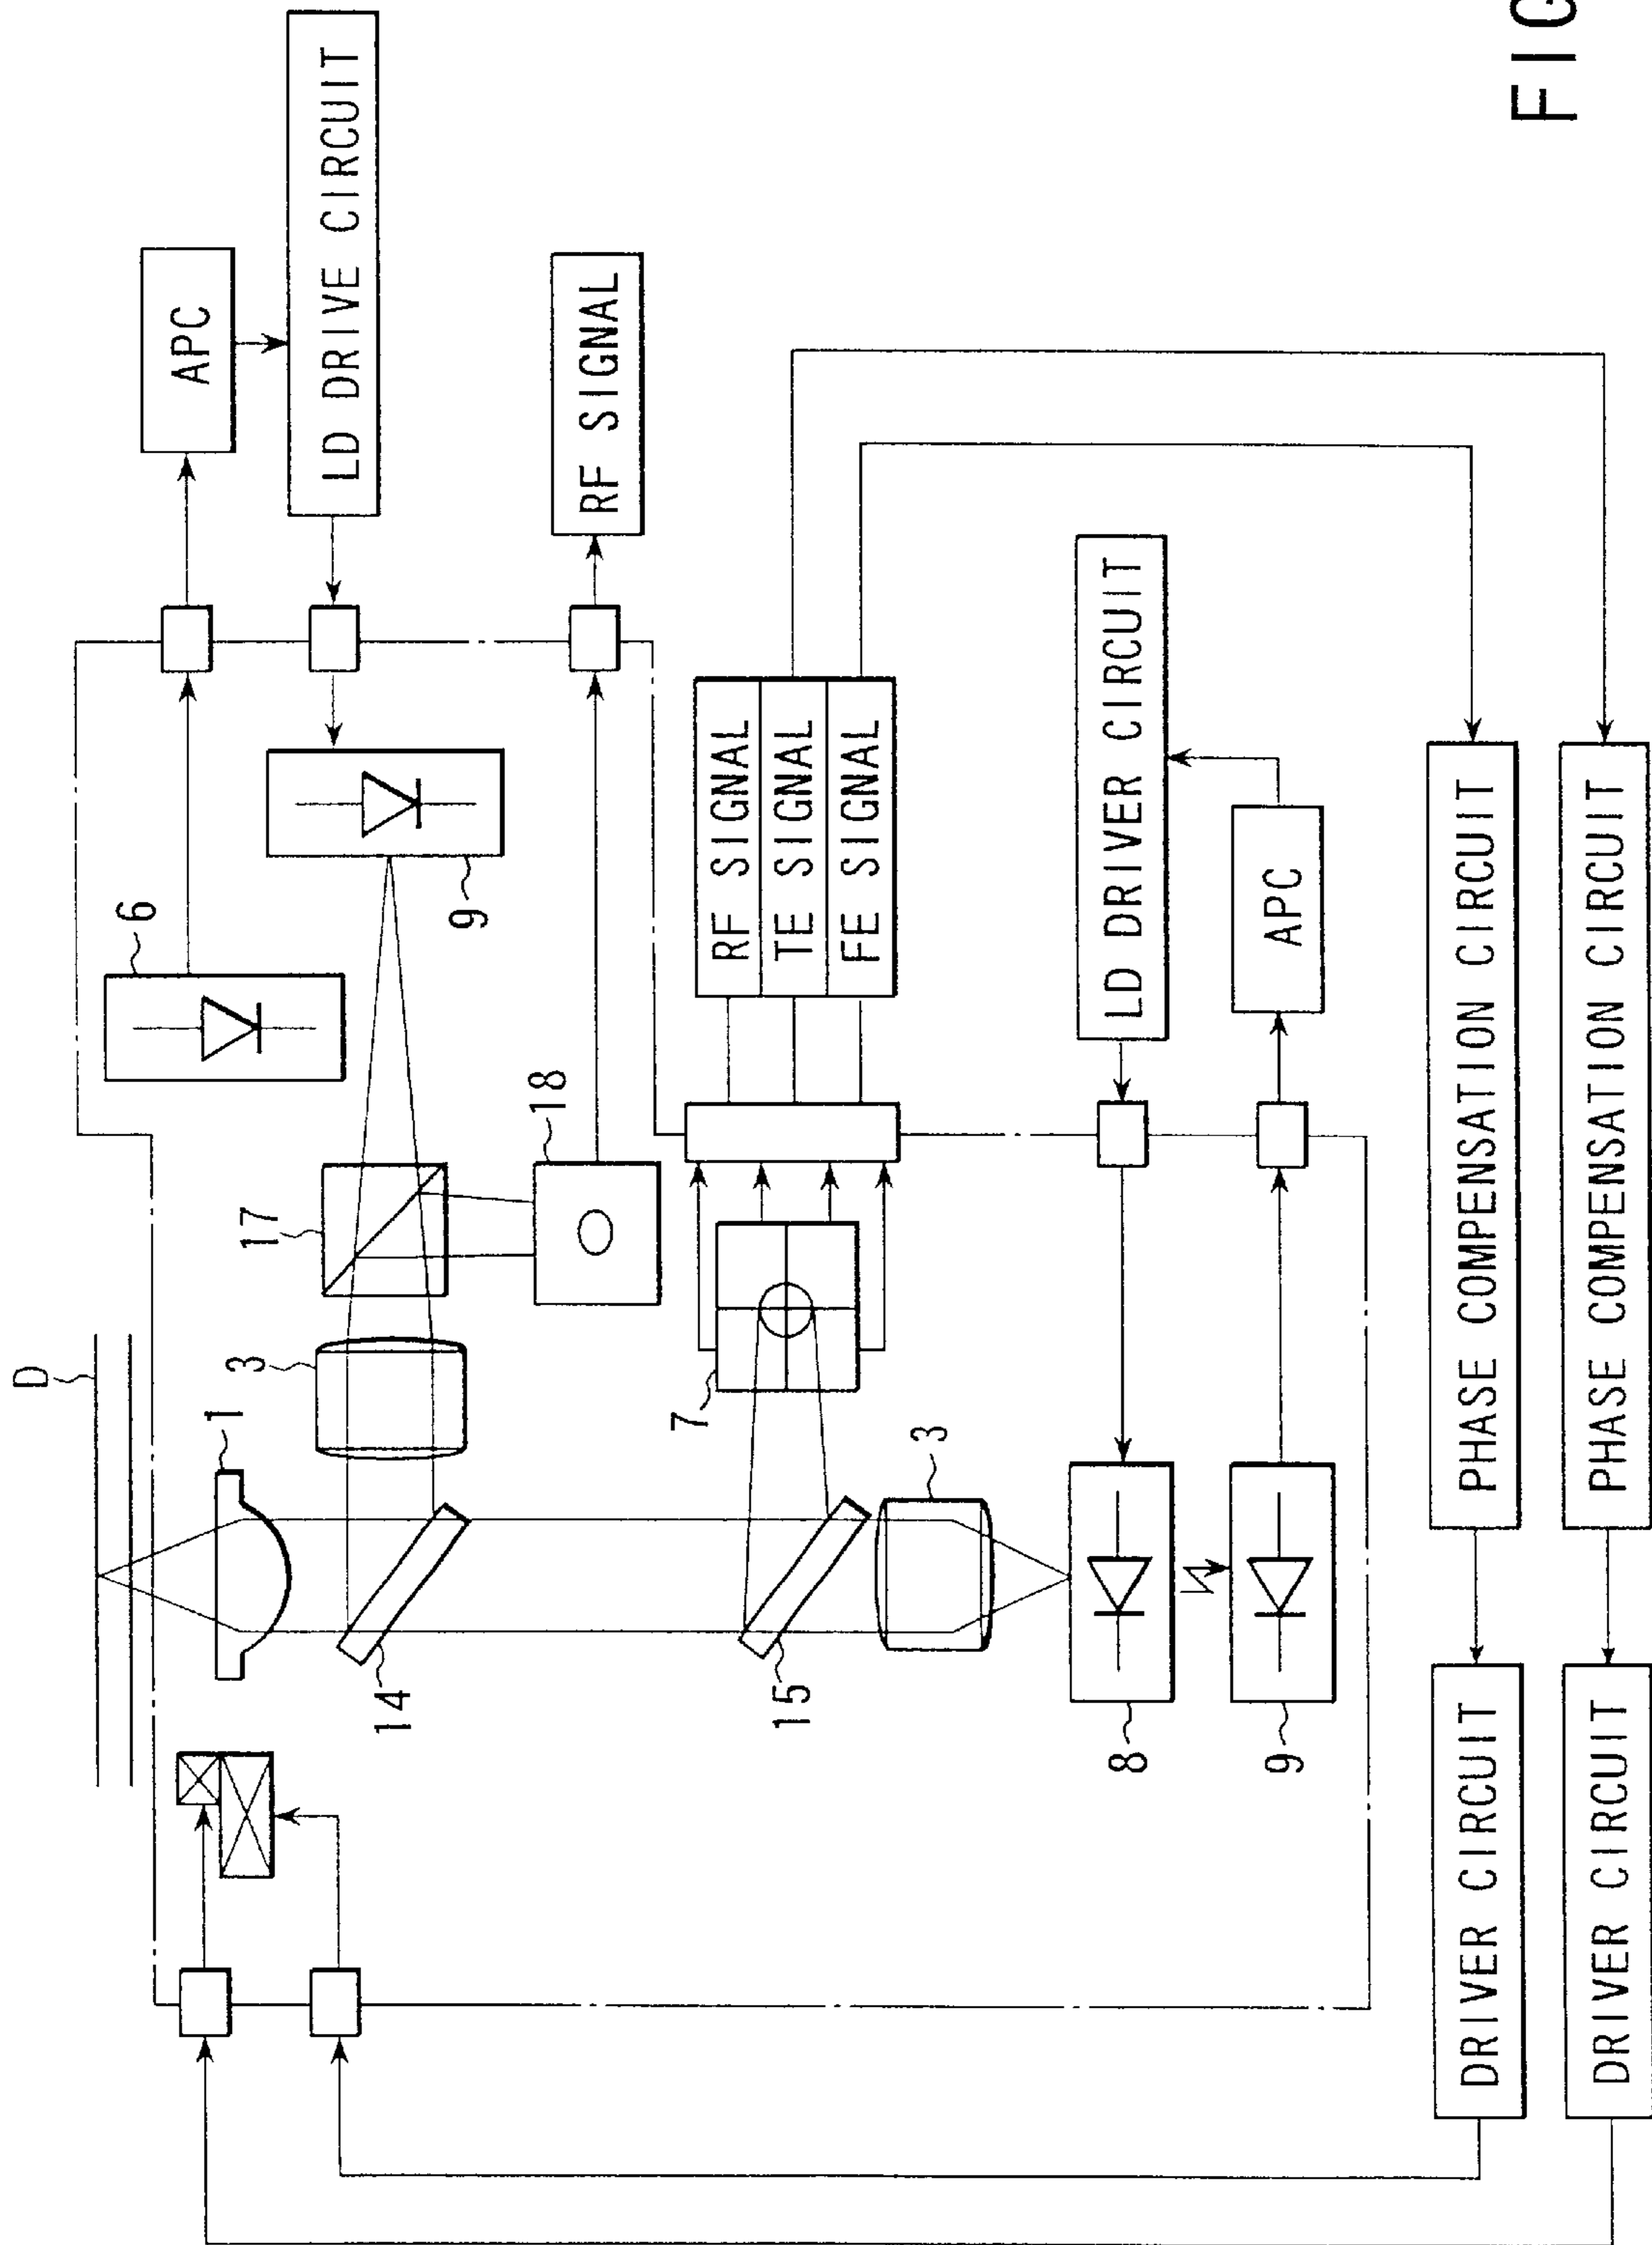 D
1
3
17
18
6
9
APC
LD DRIVE CIRCUIT
RF SIGNAL
14
7
RF SIGNAL
TE SIGNAL
FE SIGNAL
15
3
8
9
LD DRIVER CIRCUIT
APC
DRIVER CIRCUIT
PHASE COMPENSATION CIRCUIT
DRIVER CIRCUIT
PHASE COMPENSATION CIRCUIT
FIG